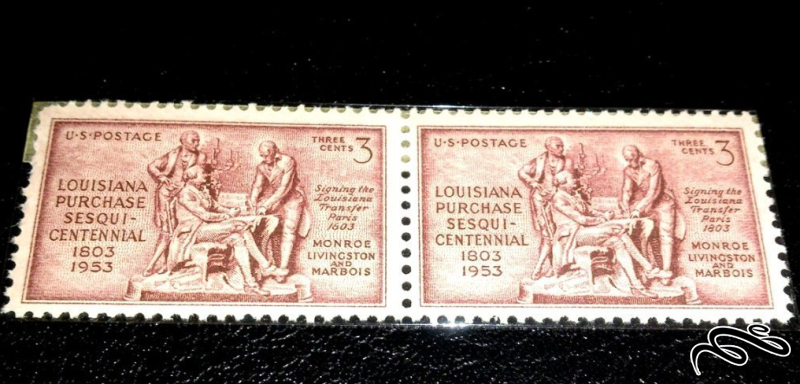 U·S·POSTAGE
THREE
CENTS 3
LOUISIANA
PURCHASE
SESQUI-
CENTENNIAL
1803
1953
Signing the
Louisiana
Transfer
Paris
1803
MONROE
LIVINGSTON
AND
MARBOIS
U·S·POSTAGE
THREE
CENTS 3
LOUISIANA
PURCHASE
SESQUI-
CENTENNIAL
1803
1953
Signing the
Louisiana
Transfer
Paris
1803
MONROE
LIVINGSTON
AND
MARBOIS